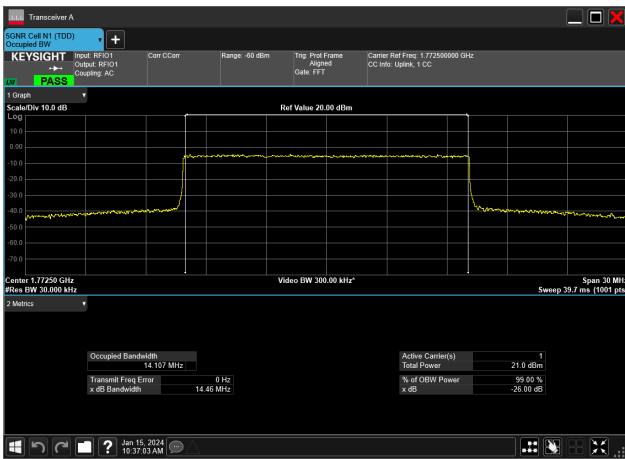 Transceiver A
5GNR Cell N1 (TDD)
Occupied BW
KEYSIGHT
PASS
Input: RFIO1
Output: RFIO1
Coupling: AC
Corr CCorr
Range: -60 dBm
Trig: Prot Frame
Aligned
Gate: FFT
Carrier Ref Freq: 1.772500000 GHz
CC Info: Uplink, 1 CC
1 Graph
Scale/Div 10.0 dB
Ref Value 20.00 dBm
Log
10.0
0.00
-10.0
-20.0
-30.0
-40.0
-50.0
-60.0
-70.0
Center 1.77250 GHz
Video BW 300.00 kHz*
Span 30 MHz
#Res BW 30.000 kHz
Sweep 39.7 ms (1001 pts
2 Metrics
Occupied Bandwidth
14.107 MHz
Transmit Freq Error 0 Hz
x dB Bandwidth 14.46 MHz
Active Carrier(s) 1
Total Power 21.0 dBm
% of OBW Power 99.00 %
x dB -26.00 dB
?
Jan 15, 2024
10:37:03 AM